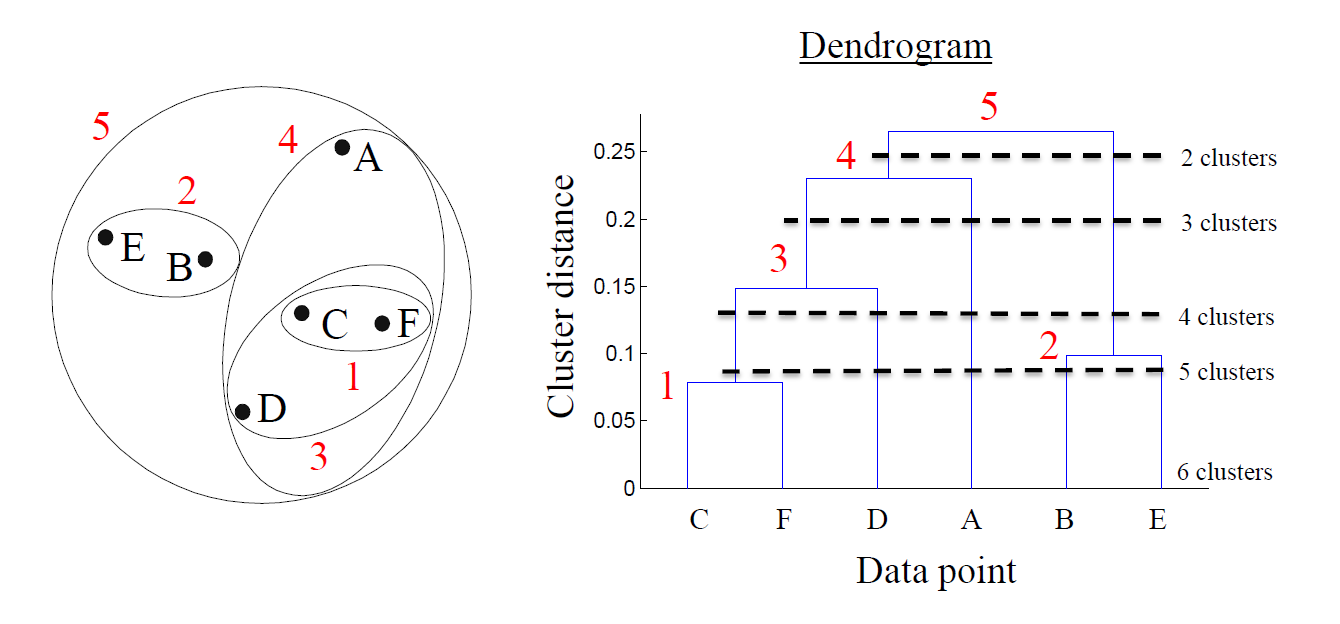 Dendrogram
5
4
A
2
E
B
C
F
1
D
3
5
4
3
2
1
0.25
0.2
0.15
0.1
0.05
0
Cluster distance
2 clusters
3 clusters
4 clusters
5 clusters
6 clusters
C F D A B E
Data point